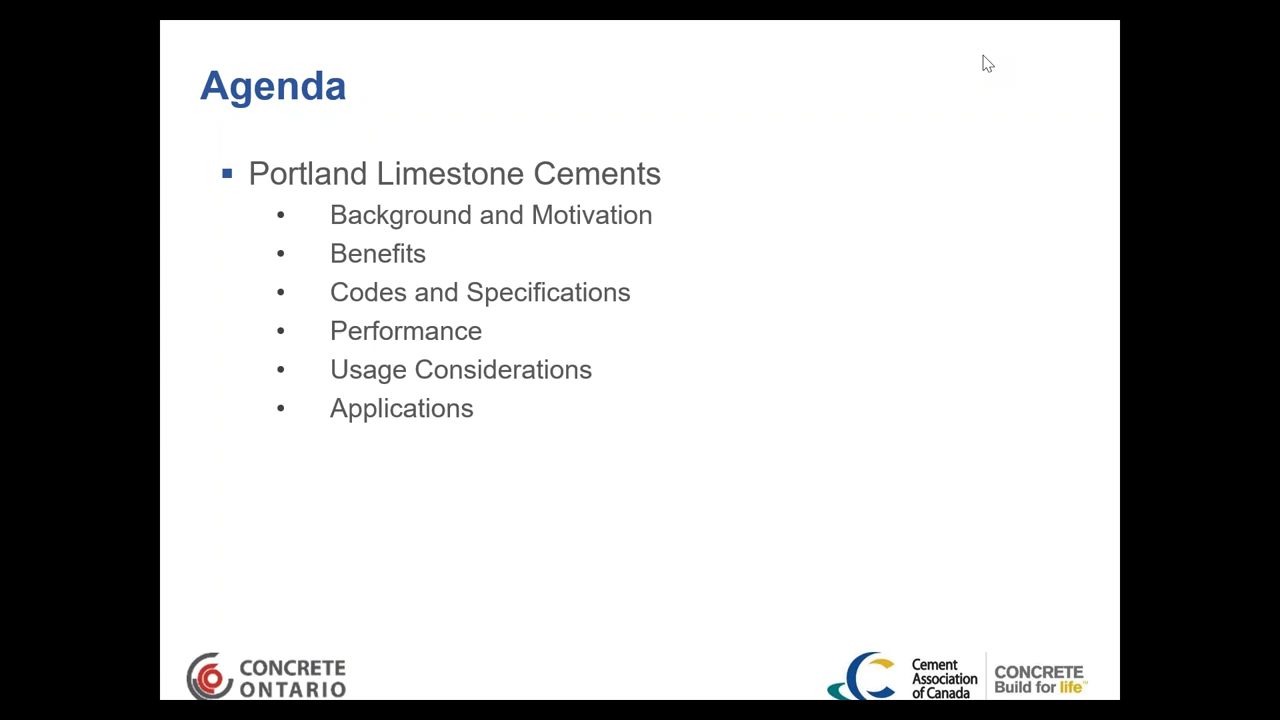 Agenda
▪ Portland Limestone Cements
• Background and Motivation
• Benefits
• Codes and Specifications
• Performance
• Usage Considerations
• Applications
CONCRETE
ONTARIO
Cement
Association
of Canada
CONCRETE
Build for life™